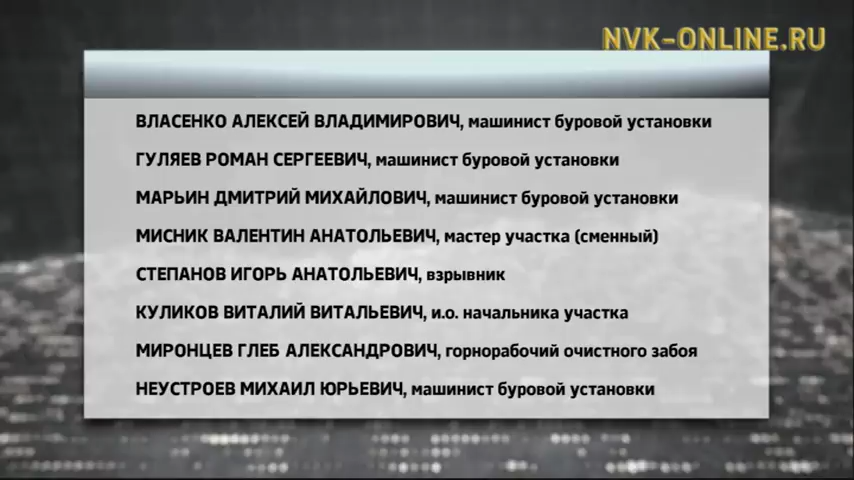 NVK-ONLINE.RU
ВЛАСЕНКО АЛЕКСЕЙ ВЛАДИМИРОВИЧ, машинист буровой установки
ГУЛЯЕВ РОМАН СЕРГЕЕВИЧ, машинист буровой установки
МАРЬИН ДМИТРИЙ МИХАЙЛОВИЧ, машинист буровой установки
МИСНИК ВАЛЕНТИН АНАТОЛЬЕВИЧ, мастер участка (сменный)
СТЕПАНОВ ИГОРЬ АНАТОЛЬЕВИЧ, взрывник
КУЛИКОВ ВИТАЛИЙ ВИТАЛЬЕВИЧ, и.о. начальника участка
МИРОНЦЕВ ГЛЕБ АЛЕКСАНДРОВИЧ, горнорабочий очистного забоя
НЕУСТРОЕВ МИХАИЛ ЮРЬЕВИЧ, машинист буровой установки